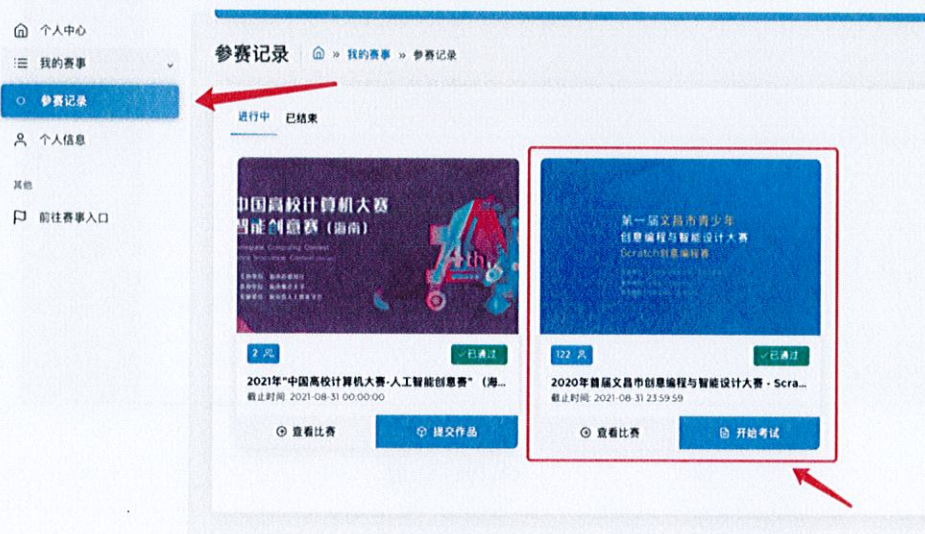 个人中心
我的赛事
参赛记录
个人信息
其他
前往赛事入口
参赛记录
» 我的赛事 » 参赛记录
进行中 已结束
中国高校计算机大赛
智能创意赛（海南）
4th
2
已通过
2021年"中国高校计算机大赛-人工智能创意赛"（海...
截止时间: 2021-08-31 00:00:00
查看比赛
提交作品
第一届文昌市青少年
创意编程与智能设计大赛
Scratch创意编程赛
122
已通过
2020年首届文昌市创意编程与智能设计大赛 - Scra...
截止时间: 2021-08-31 23:59:59
查看比赛
开始考试